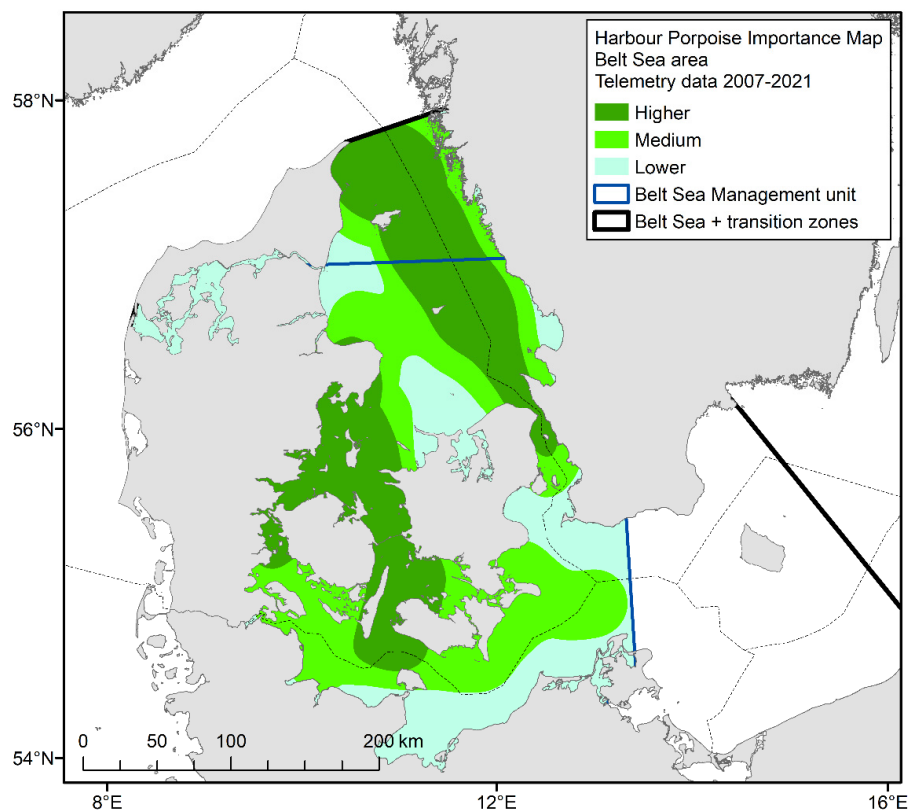 Harbour Porpoise Importance Map
Belt Sea area
Telemetry data 2007-2021
Higher
Medium
Lower
Belt Sea Management unit
Belt Sea + transition zones
58°N
56°N
54°N
0 50 100 200 km
8°E 12°E 16°E